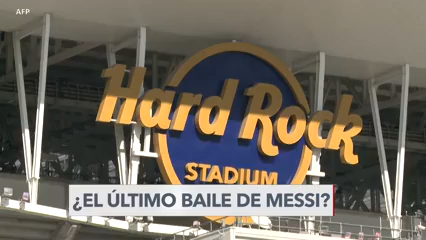 AFP
Hard Rock
STADIUM
¿EL ÚLTIMO BAILE DE MESSI?